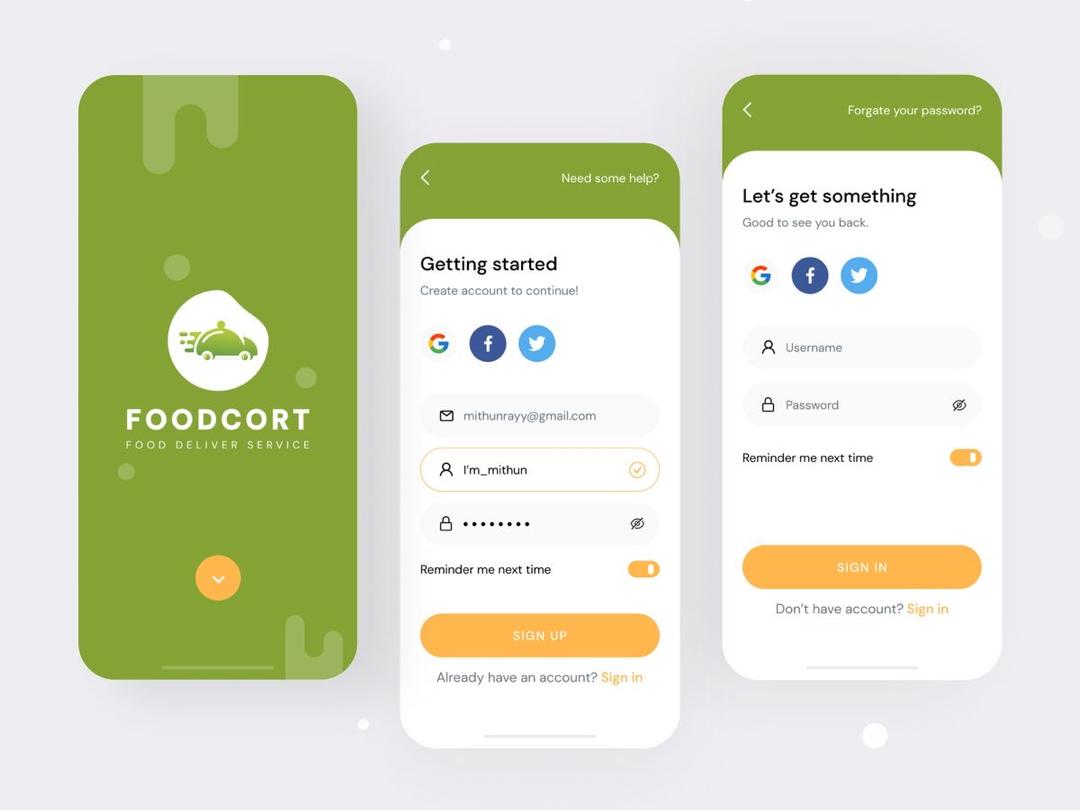 FOODCORT
FOOD DELIVER SERVICE
Need some help?
Getting started
Create account to continue!
mithunrayy@gmail.com
I'm_mithun
Reminder me next time
SIGN UP
Already have an account? Sign in
Forgate your password?
Let's get something
Good to see you back.
Username
Password
Reminder me next time
SIGN IN
Don't have account? Sign in